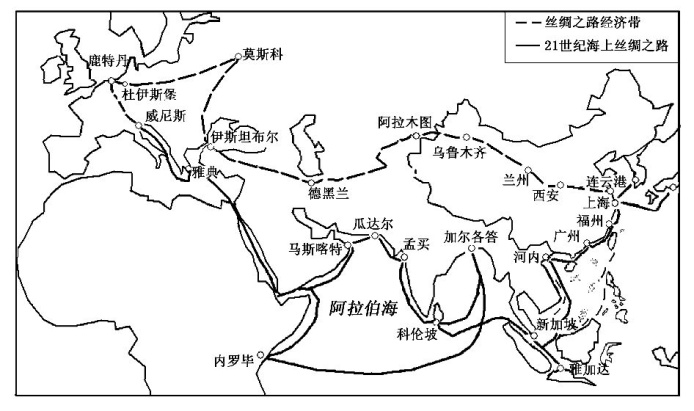 丝绸之路经济带
21世纪海上丝绸之路
莫斯科
鹿特丹
杜伊斯堡
威尼斯
伊斯坦布尔
雅典
德黑兰
阿拉木图
乌鲁木齐
兰州
西安
连云港
上海
福州
广州
河内
瓜达尔
马斯喀特
孟买
加尔各答
阿拉伯海
科伦坡
新加坡
内罗毕
雅加达